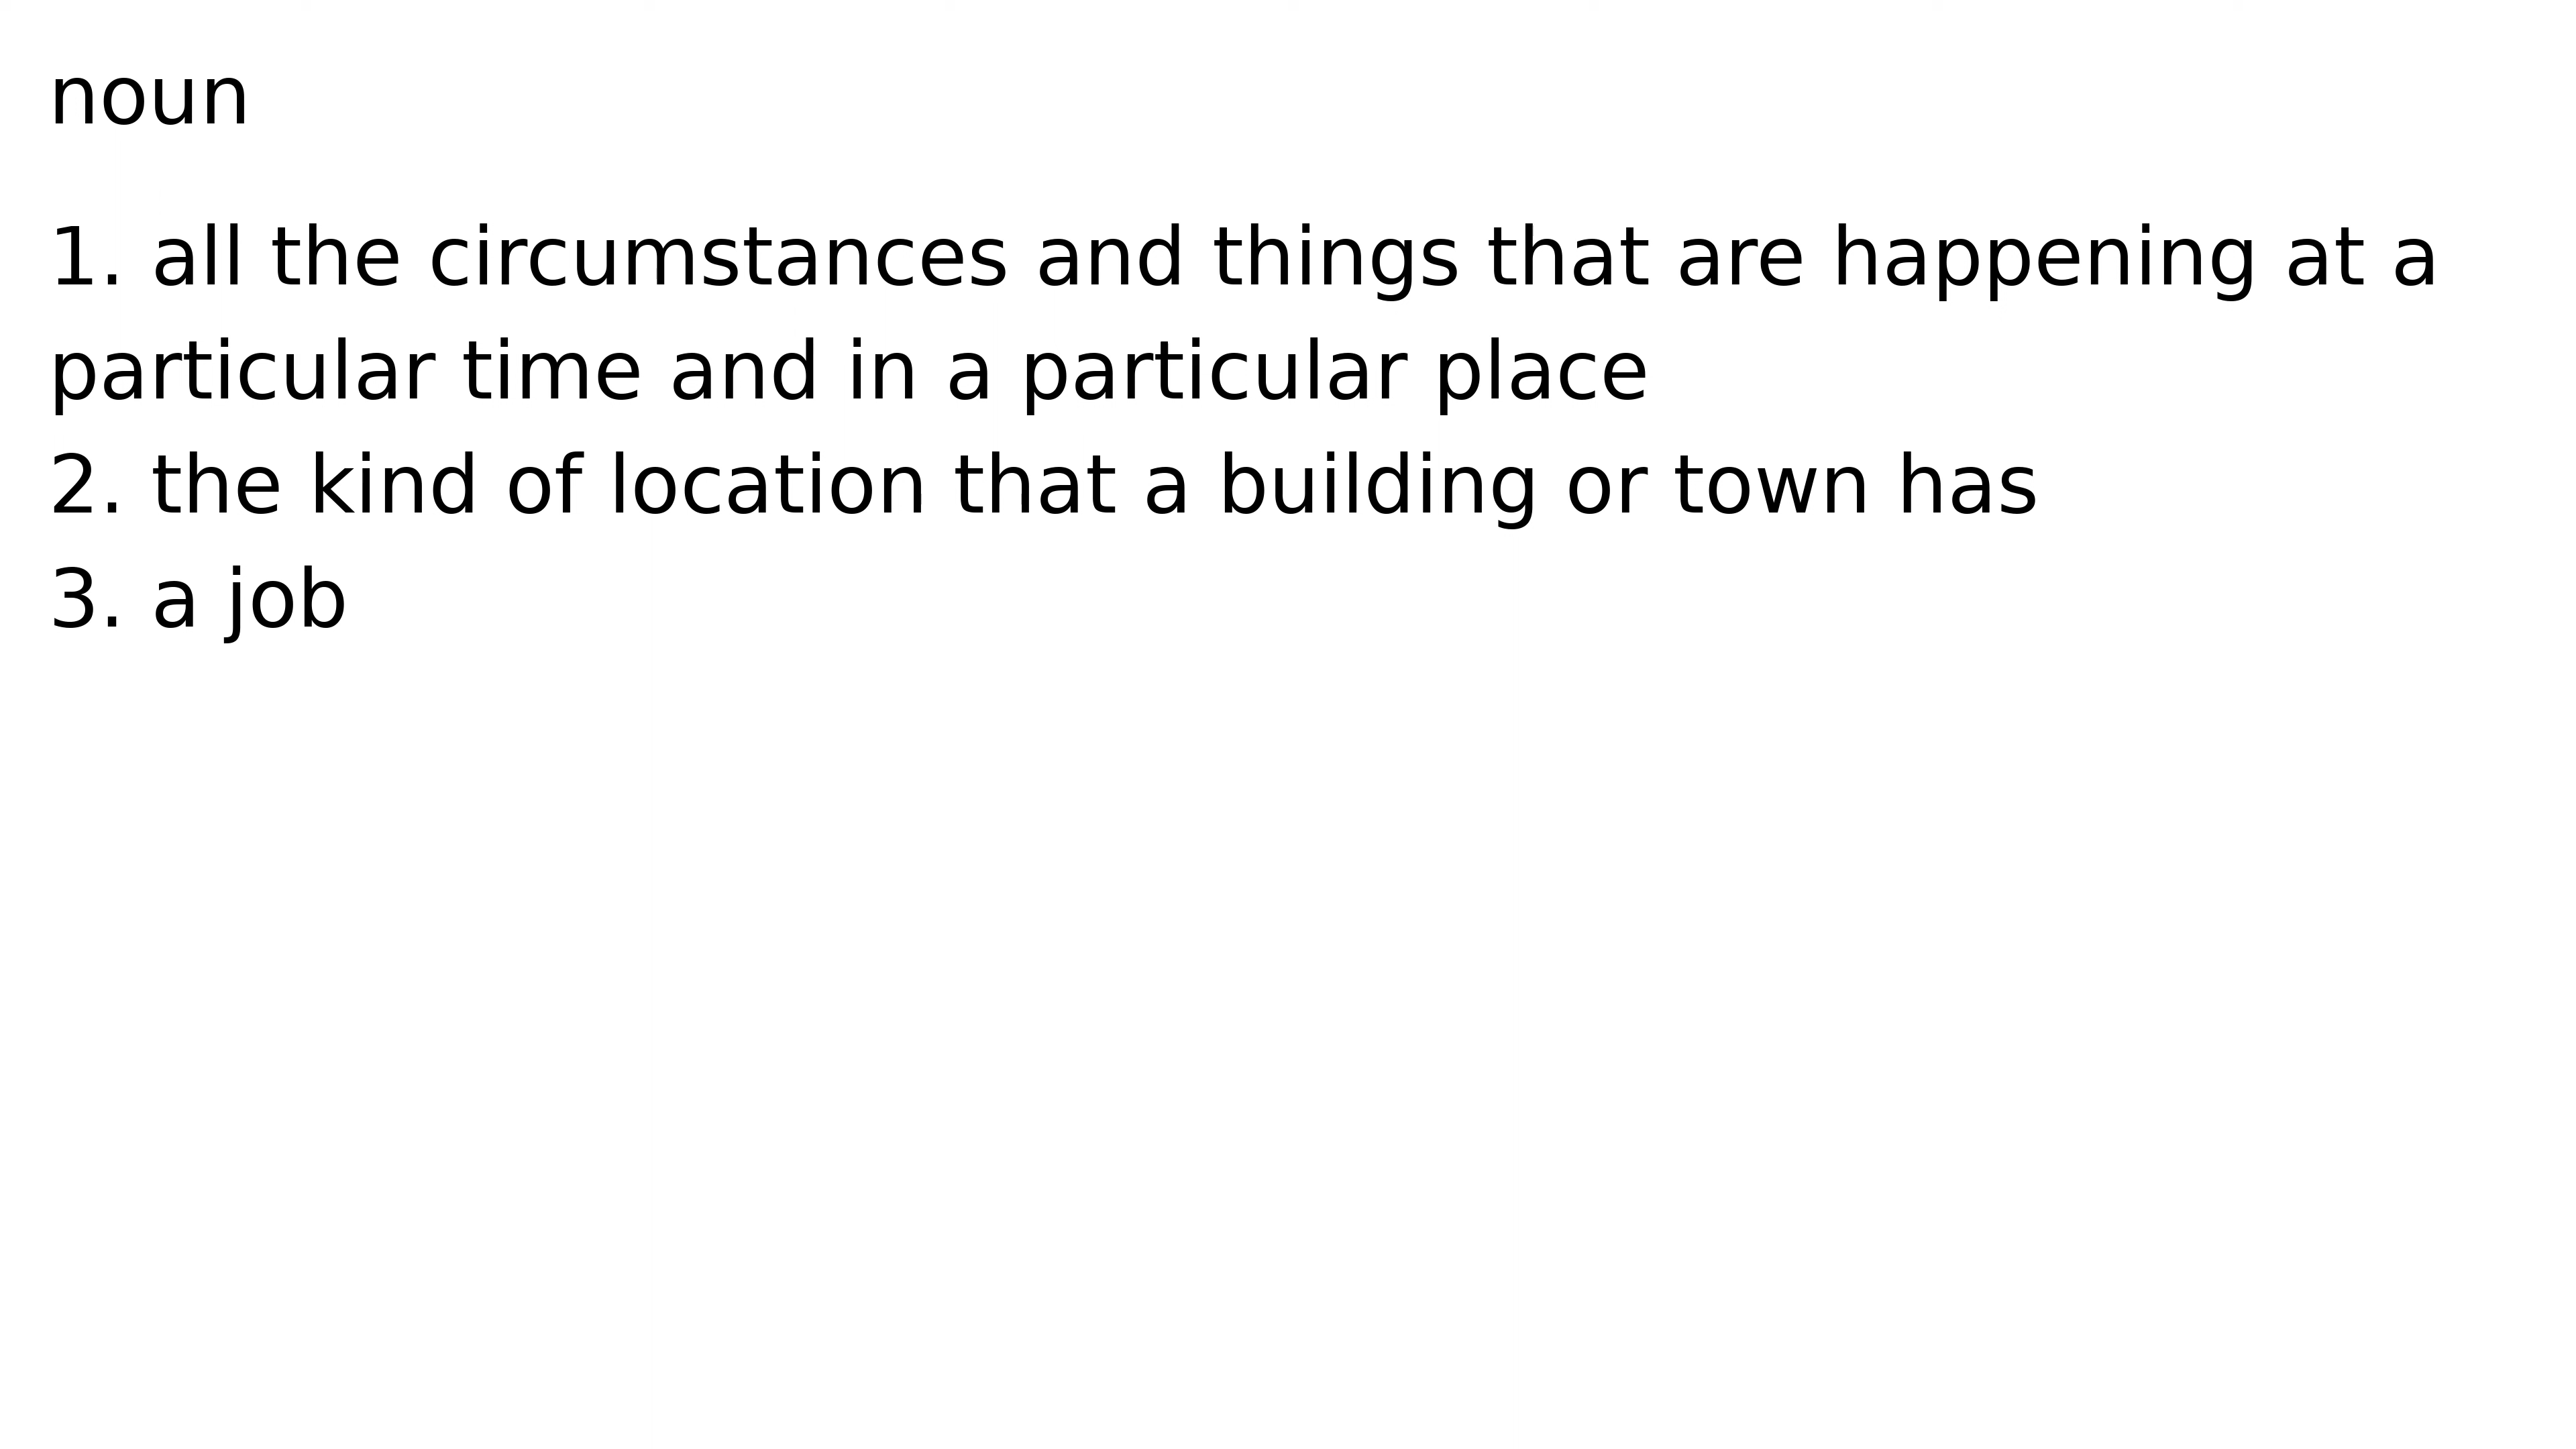 noun
1. all the circumstances and things that are happening at a
particular time and in a particular place
2. the kind of location that a building or town has
3. a job